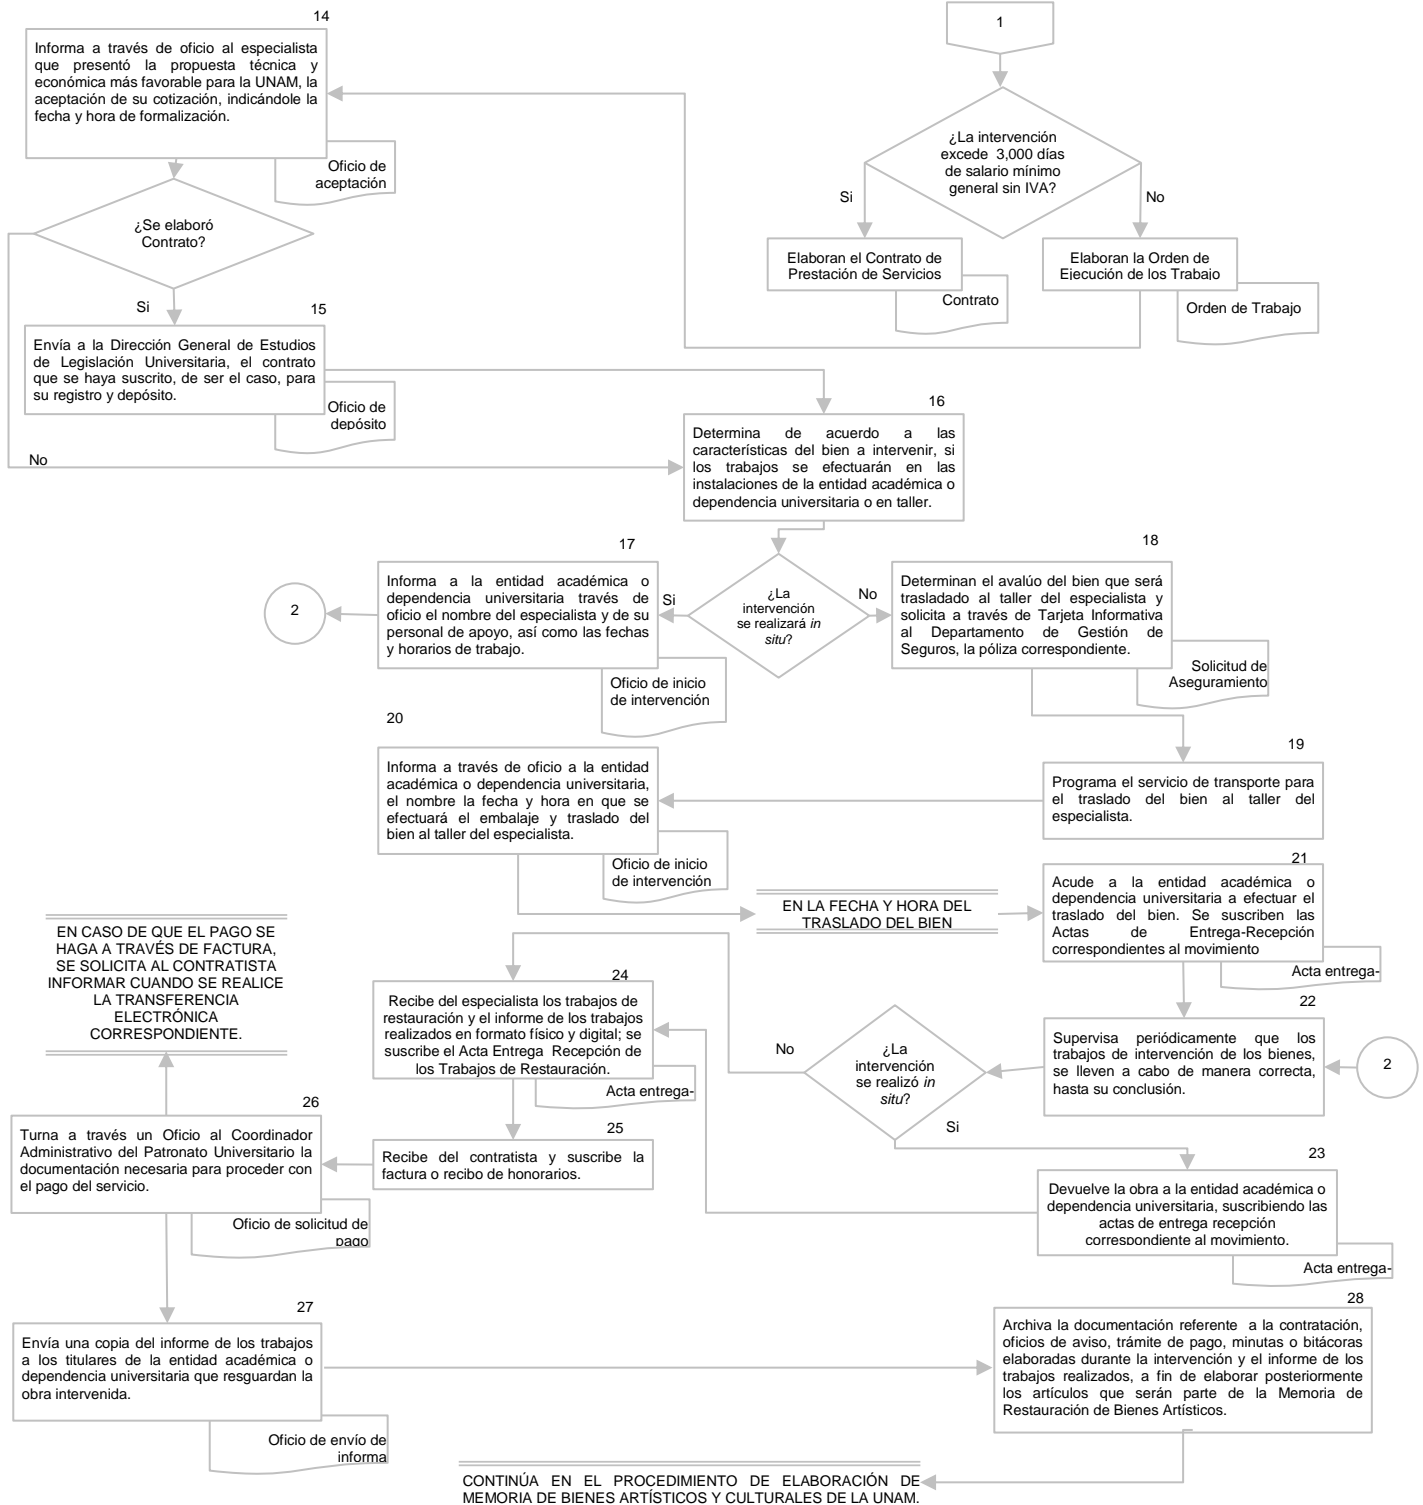 1
¿La intervención
excede 3,000 días
de salario mínimo
general sin IVA?
Si
No
Elaboran el Contrato de
Prestación de Servicios
Contrato
Elaboran la Orden de
Ejecución de los Trabajo
Orden de Trabajo
14
Informa a través de oficio al especialista
que presentó la propuesta técnica y
económica más favorable para la UNAM, la
aceptación de su cotización, indicándole la
fecha y hora de formalización.
Oficio de
aceptación
¿Se elaboró
Contrato?
Si
No
15
Envía a la Dirección General de Estudios
de Legislación Universitaria, el contrato
que se haya suscrito, de ser el caso, para
su registro y depósito.
Oficio de
depósito
16
Determina de acuerdo a las
características del bien a intervenir, si
los trabajos se efectuarán en las
instalaciones de la entidad académica o
dependencia universitaria o en taller.
¿La
intervención
se realizará in
situ?
Si
No
17
Informa a la entidad académica o
dependencia universitaria través de
oficio el nombre del especialista y de su
personal de apoyo, así como las fechas
y horarios de trabajo.
Oficio de inicio
de intervención
2
18
Determinan el avalúo del bien que será
trasladado al taller del especialista y
solicita a través de Tarjeta Informativa
al Departamento de Gestión de
Seguros, la póliza correspondiente.
Solicitud de
Aseguramiento
19
Programa el servicio de transporte para
el traslado del bien al taller del
especialista.
20
Informa a través de oficio a la entidad
académica o dependencia universitaria,
el nombre la fecha y hora en que se
efectuará el embalaje y traslado del
bien al taller del especialista.
Oficio de inicio
de intervención
EN LA FECHA Y HORA DEL
TRASLADO DEL BIEN
21
Acude a la entidad académica o
dependencia universitaria a efectuar el
traslado del bien. Se suscriben las
Actas de Entrega-Recepción
correspondientes al movimiento
Acta entrega-
22
Supervisa periódicamente que los
trabajos de intervención de los bienes,
se lleven a cabo de manera correcta,
hasta su conclusión.
2
¿La
intervención
se realizó in
situ?
No
Si
23
Devuelve la obra a la entidad académica o
dependencia universitaria, suscribiendo las
actas de entrega recepción
correspondiente al movimiento.
Acta entrega-
24
Recibe del especialista los trabajos de
restauración y el informe de los trabajos
realizados en formato físico y digital; se
suscribe el Acta Entrega Recepción de
los Trabajos de Restauración.
Acta entrega-
25
Recibe del contratista y suscribe la
factura o recibo de honorarios.
26
Turna a través un Oficio al Coordinador
Administrativo del Patronato Universitario la
documentación necesaria para proceder con
el pago del servicio.
Oficio de solicitud de
pago
EN CASO DE QUE EL PAGO SE
HAGA A TRAVÉS DE FACTURA,
SE SOLICITA AL CONTRATISTA
INFORMAR CUANDO SE REALICE
LA TRANSFERENCIA
ELECTRÓNICA
CORRESPONDIENTE.
27
Envía una copia del informe de los trabajos
a los titulares de la entidad académica o
dependencia universitaria que resguardan la
obra intervenida.
Oficio de envío de
informa
28
Archiva la documentación referente a la contratación,
oficios de aviso, trámite de pago, minutas o bitácoras
elaboradas durante la intervención y el informe de los
trabajos realizados, a fin de elaborar posteriormente
los artículos que serán parte de la Memoria de
Restauración de Bienes Artísticos.
CONTINÚA EN EL PROCEDIMIENTO DE ELABORACIÓN DE
MEMORIA DE BIENES ARTÍSTICOS Y CULTURALES DE LA UNAM.